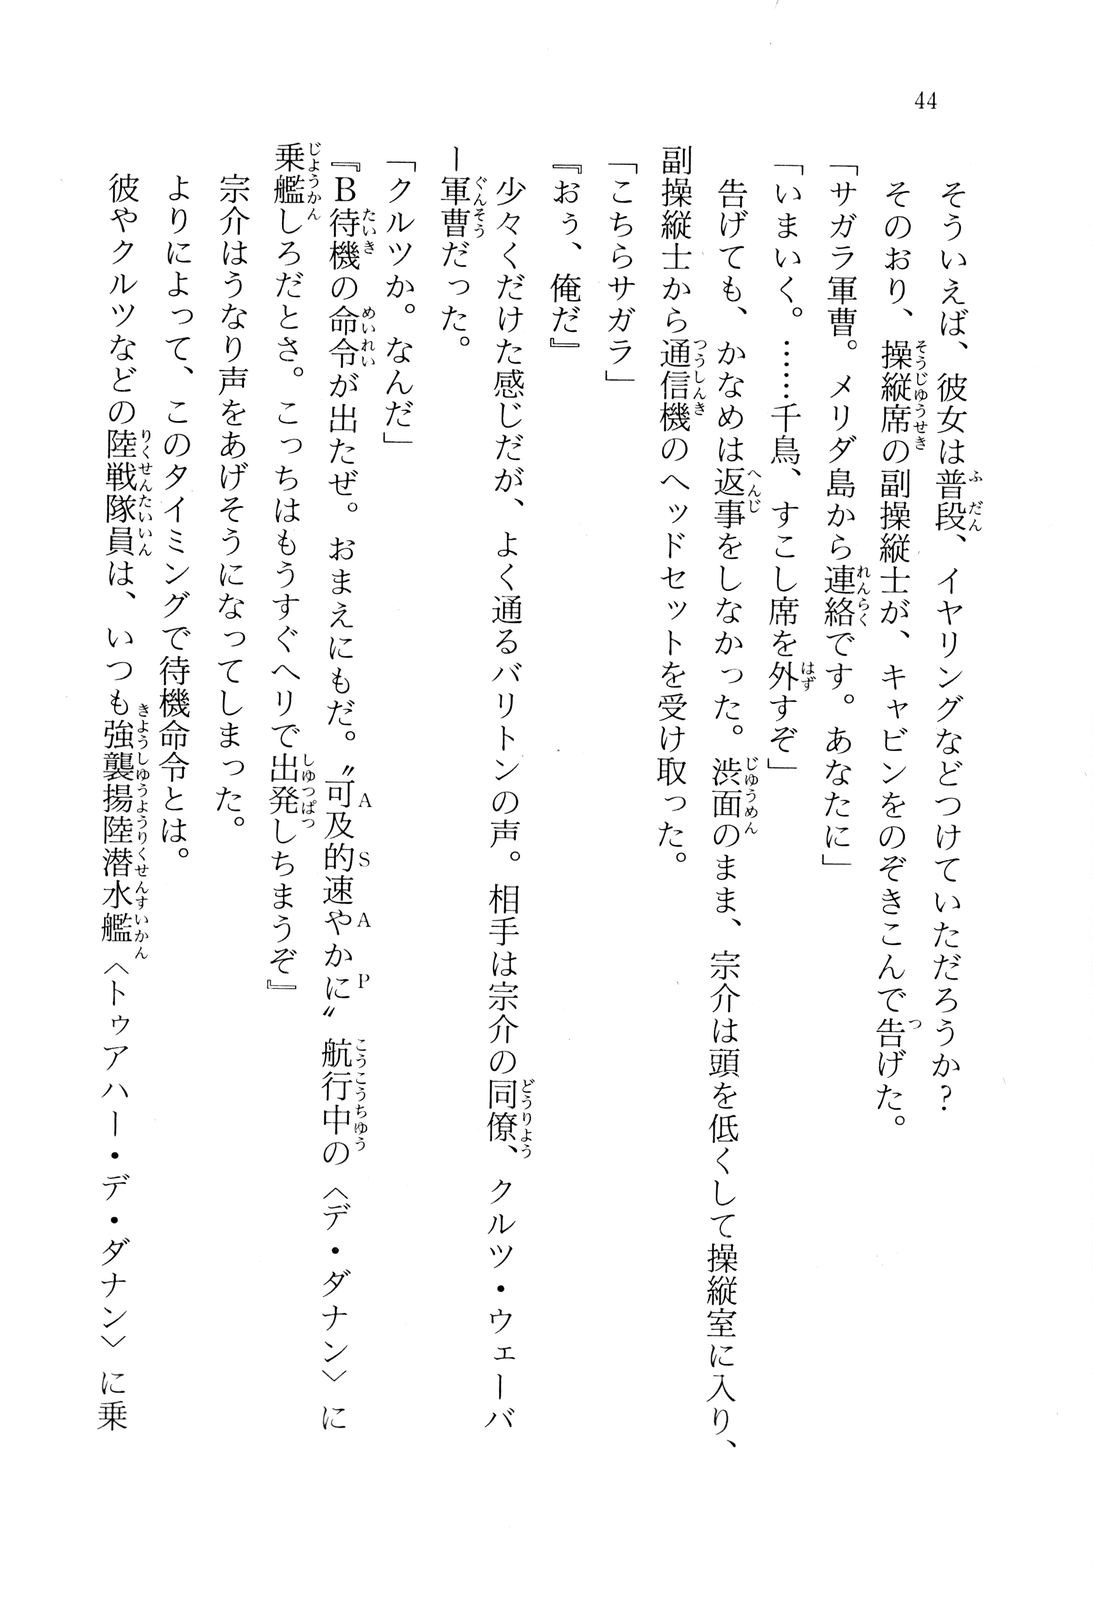 44
そういえば、彼女は普段、イヤリングなどつけていただろうか?
そのおり、操縦席の副操縦士が、キャビンをのぞきこんで告げた。
「サガラ軍曹。メリダ島から連絡です。あなたに」
「いまいく。……千鳥、すこし席を外すぞ」
告げても、かなめは返事をしなかった。渋面のまま、宗介は頭を低くして操縦室に入り、
副操縦士から通信機のヘッドセットを受け取った。
「こちらサガラ」
『おぅ、俺だ』
少々くだけた感じだが、よく通るバリトンの声。相手は宗介の同僚、クルツ・ウェーバ
ー軍曹だった。
「クルツか。なんだ」
『B待機の命令が出たぜ。おまえにもだ。〝可及的速やかに〟航行中の〈デ・ダナン〉に
乗艦しろだとさ。こっちはもうすぐヘリで出発しちまうぞ』
宗介はうなり声をあげそうになってしまった。
よりによって、このタイミングで待機命令とは。
彼やクルツなどの陸戦隊員は、いつも強襲揚陸潜水艦〈トゥアハー・デ・ダナン〉に乗